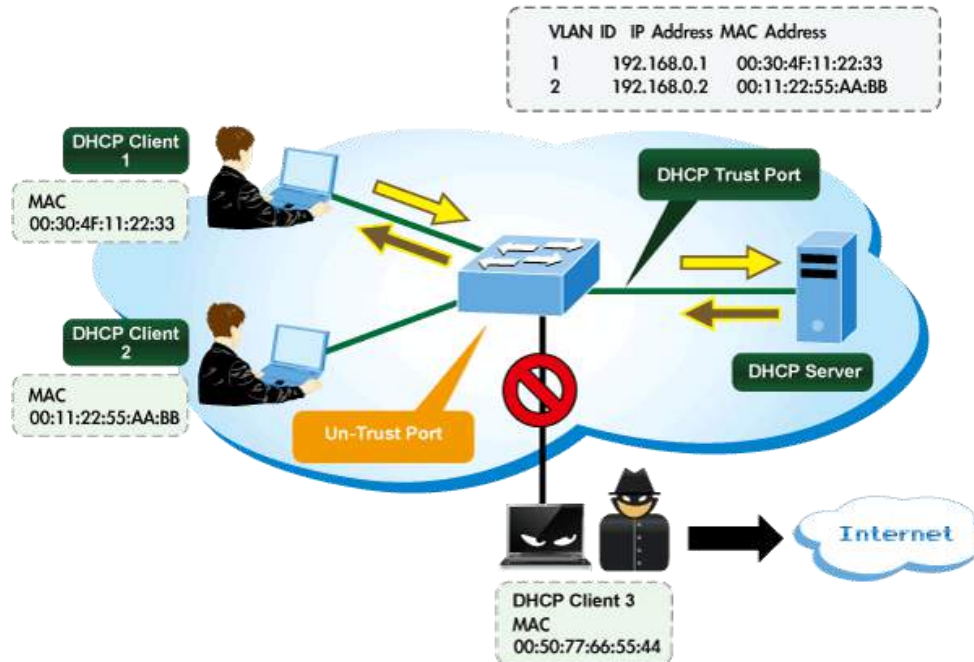 VLAN ID IP Address MAC Address
1 192.168.0.1 00:30:4F:11:22:33
2 192.168.0.2 00:11:22:55:AA:BB
DHCP Client
1
MAC
00:30:4F:11:22:33
DHCP Trust Port
DHCP Client
2
MAC
00:11:22:55:AA:BB
DHCP Server
Un-Trust Port
Internet
DHCP Client 3
MAC
00:50:77:66:55:44